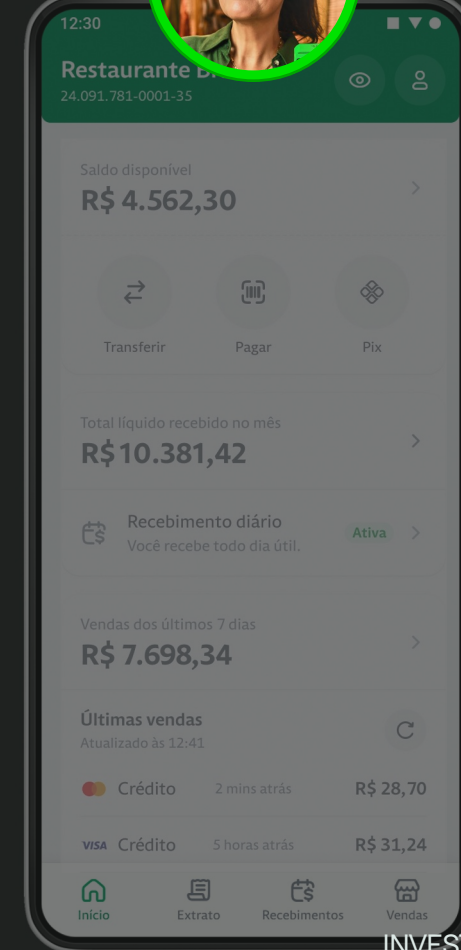 12:30
Restaurante
24.091.781-0001-35
Saldo disponível
R$ 4.562,30
Transferir Pagar Pix
Total líquido recebido no mês
R$10.381,42
Recebimento diário
Ativa
Você recebe todo dia útil.
Vendas dos últimos 7 dias
R$ 7.698,34
Últimas vendas
Atualizado às 12:41
Crédito 2 mins atrás R$ 28,70
VISA Crédito 5 horas atrás R$ 31,24
Início Extrato Recebimentos Vendas